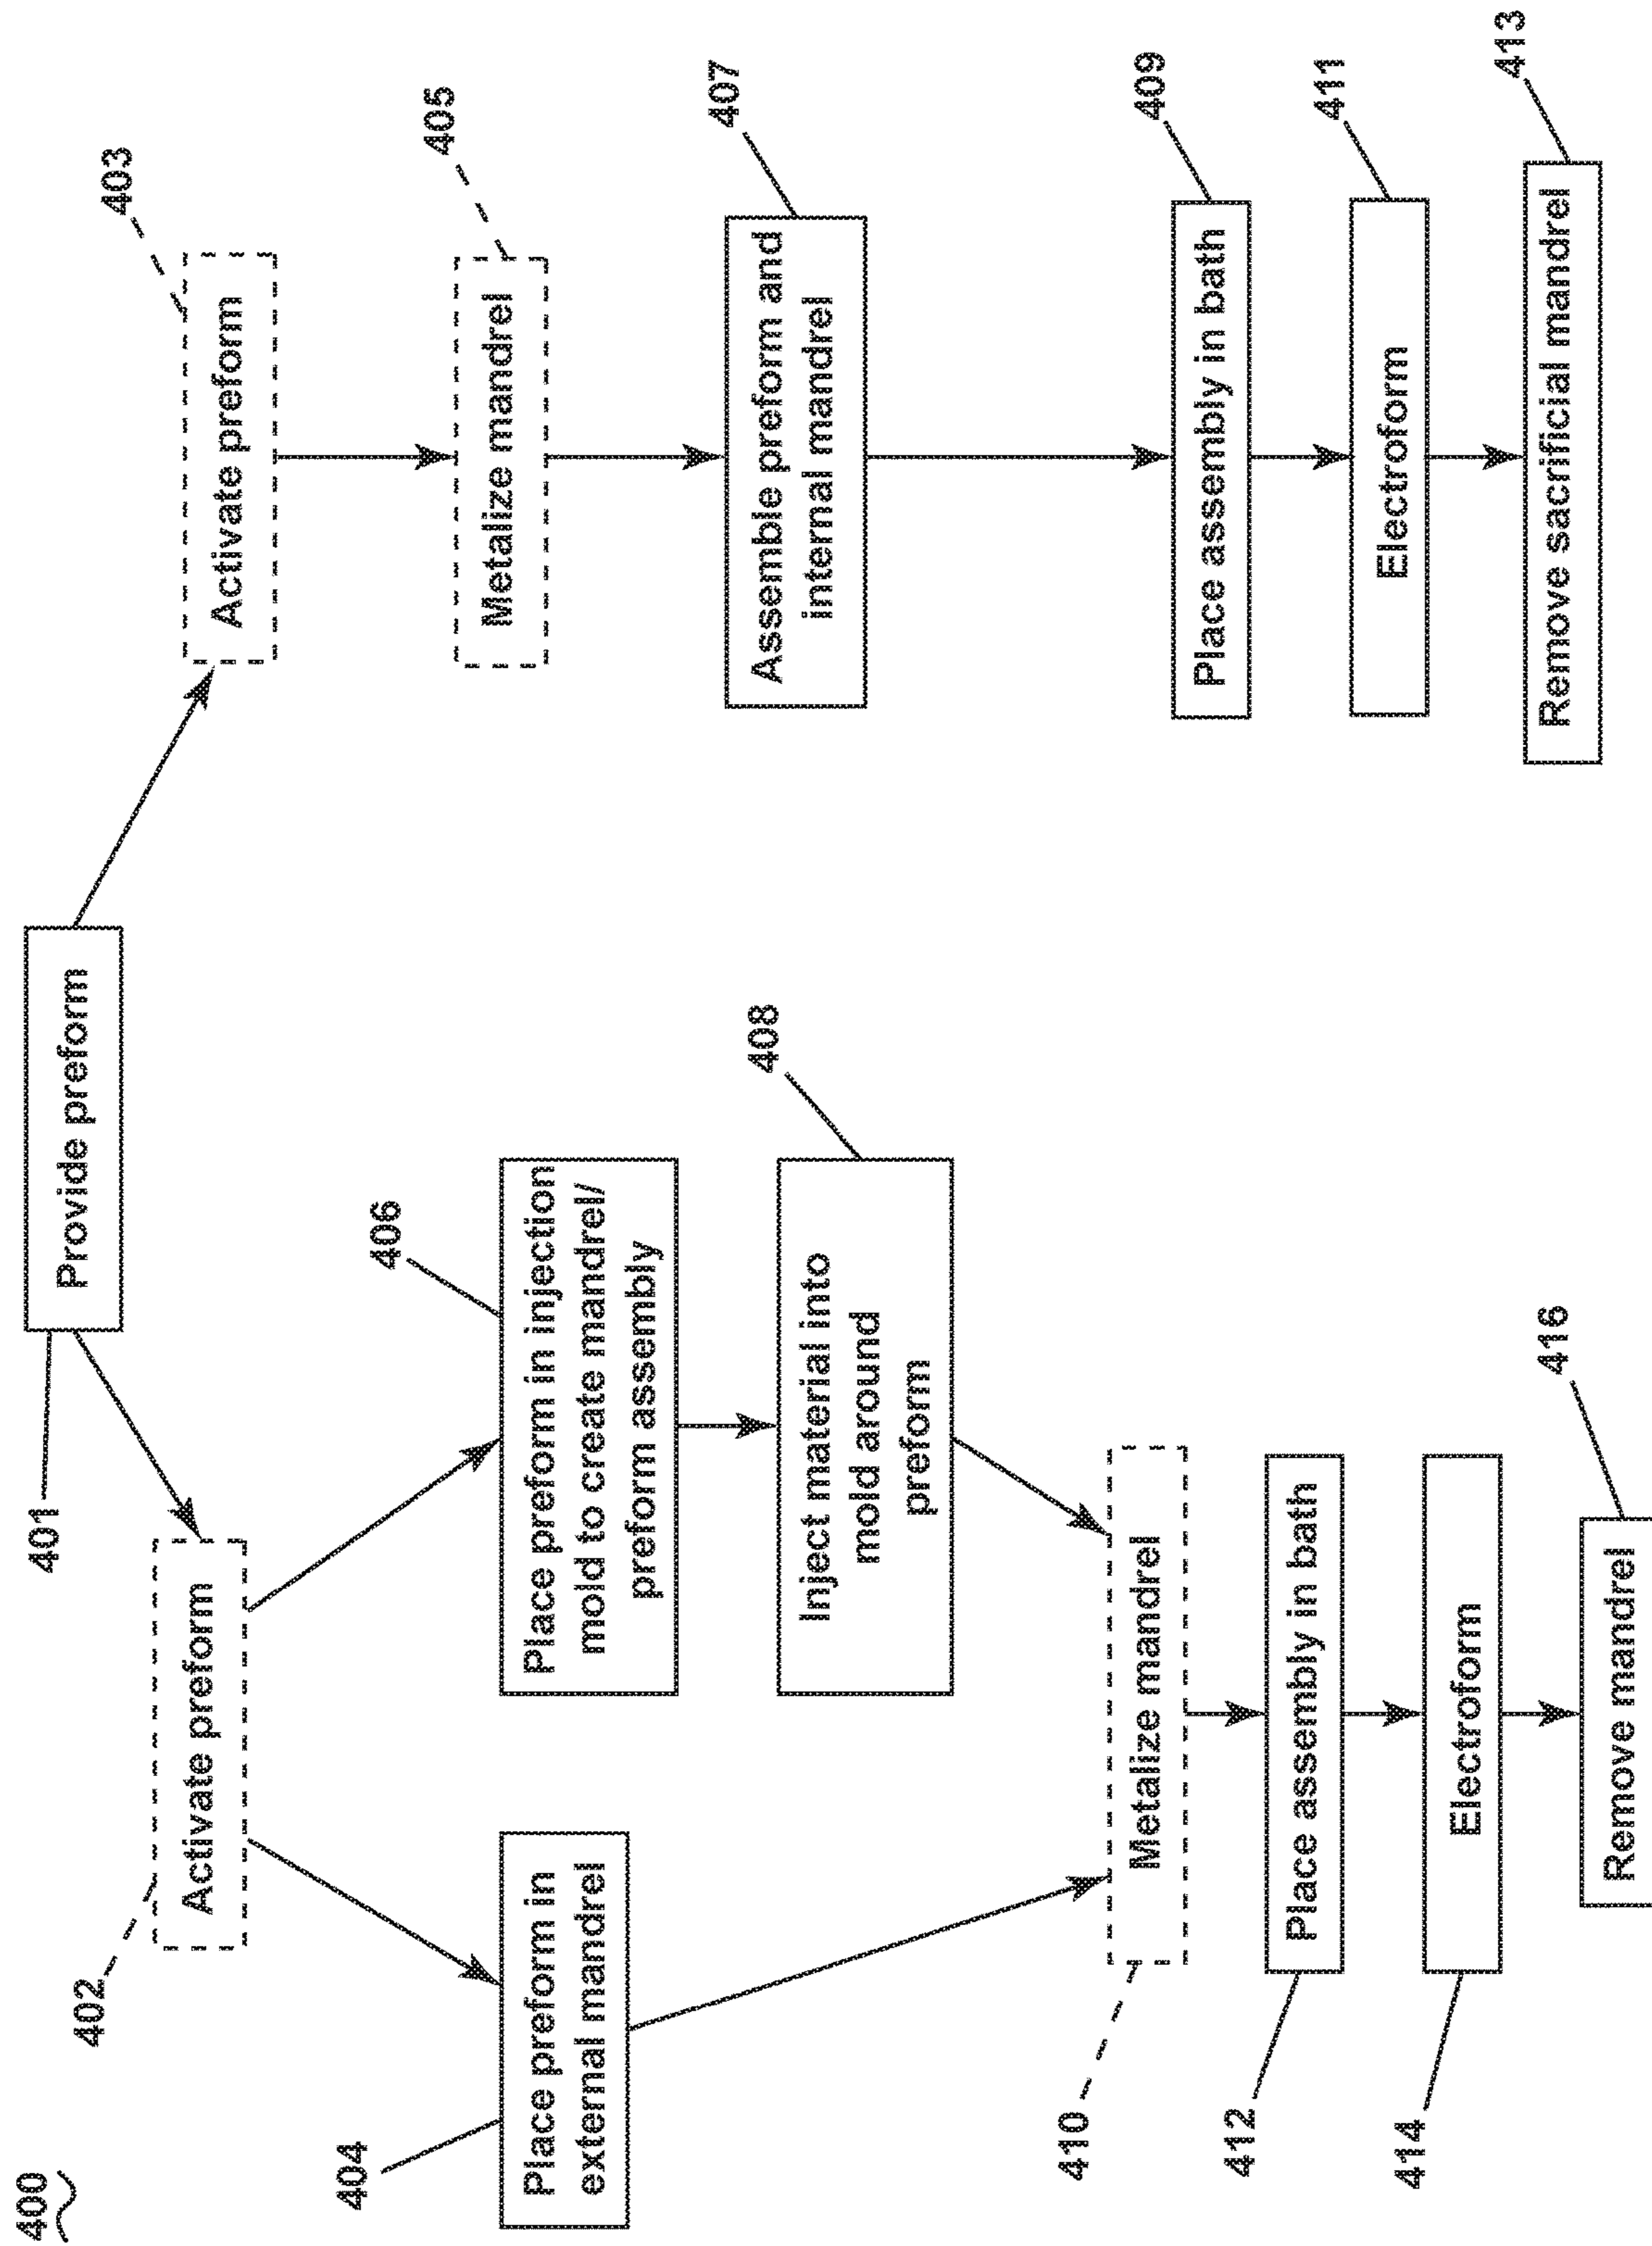 400
401
Provide preform
402
Activate preform
403
Activate preform
404
Place preform in
external mandrel
406
Place preform in injection
mold to create mandrel/
preform assembly
405
Metalize mandrel
408
Inject material into
mold around
preform
407
Assemble preform and
internal mandrel
410
Metalize mandrel
412
Place assembly in bath
409
Place assembly in bath
414
Electroform
411
Electroform
416
Remove mandrel
413
Remove sacrificial mandrel